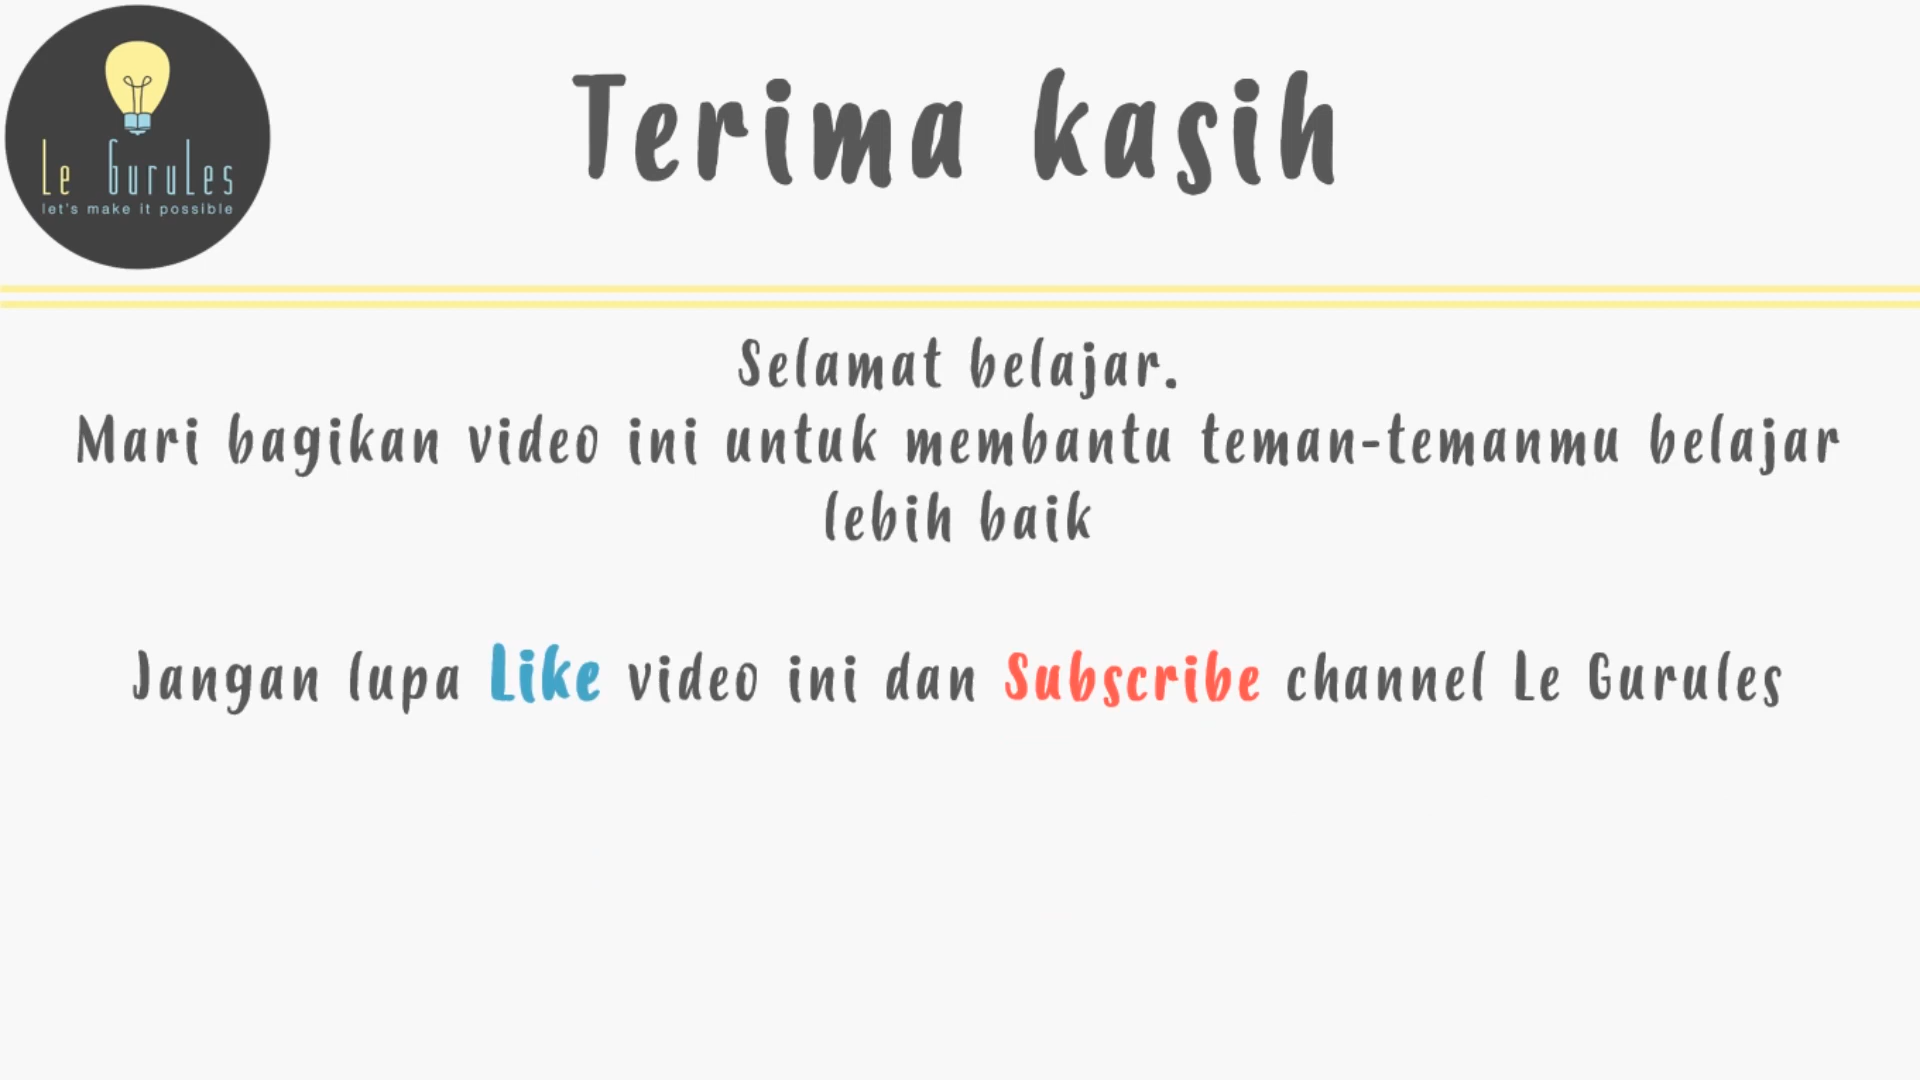 Le Gurules
let's make it possible
Terima kasih
Selamat belajar.
Mari bagikan video ini untuk membantu teman-temanmu belajar
lebih baik
Jangan lupa Like video ini dan Subscribe channel Le Gurules